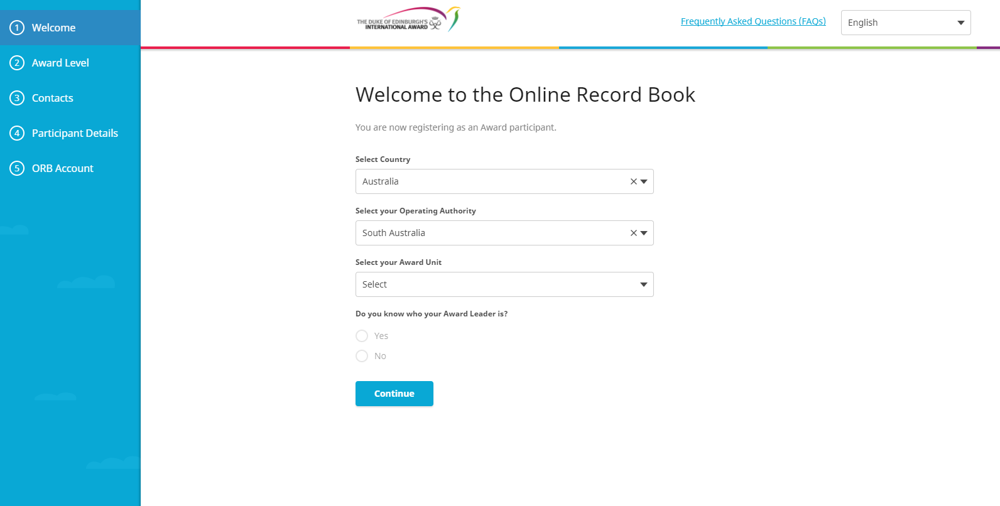 1 Welcome
2 Award Level
3 Contacts
4 Participant Details
5 ORB Account
THE DUKE OF EDINBURGH'S
INTERNATIONAL AWARD
Frequently Asked Questions (FAQs)
English
Welcome to the Online Record Book
You are now registering as an Award participant.
Select Country
Australia
Select your Operating Authority
South Australia
Select your Award Unit
Select
Do you know who your Award Leader is?
Yes
No
Continue